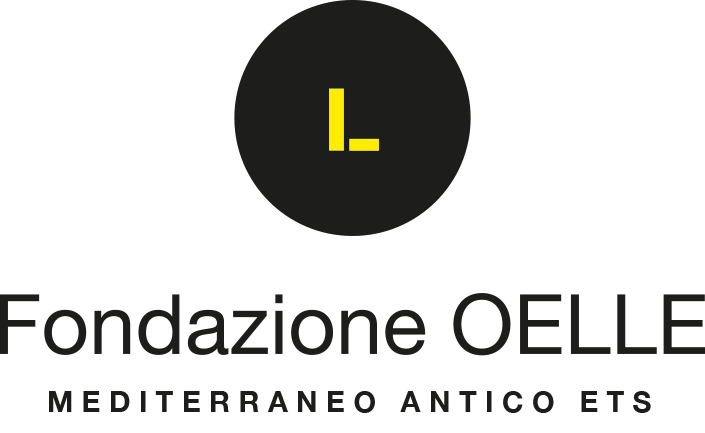 L
Fondazione OELLE
MEDITERRANEO ANTICO ETS